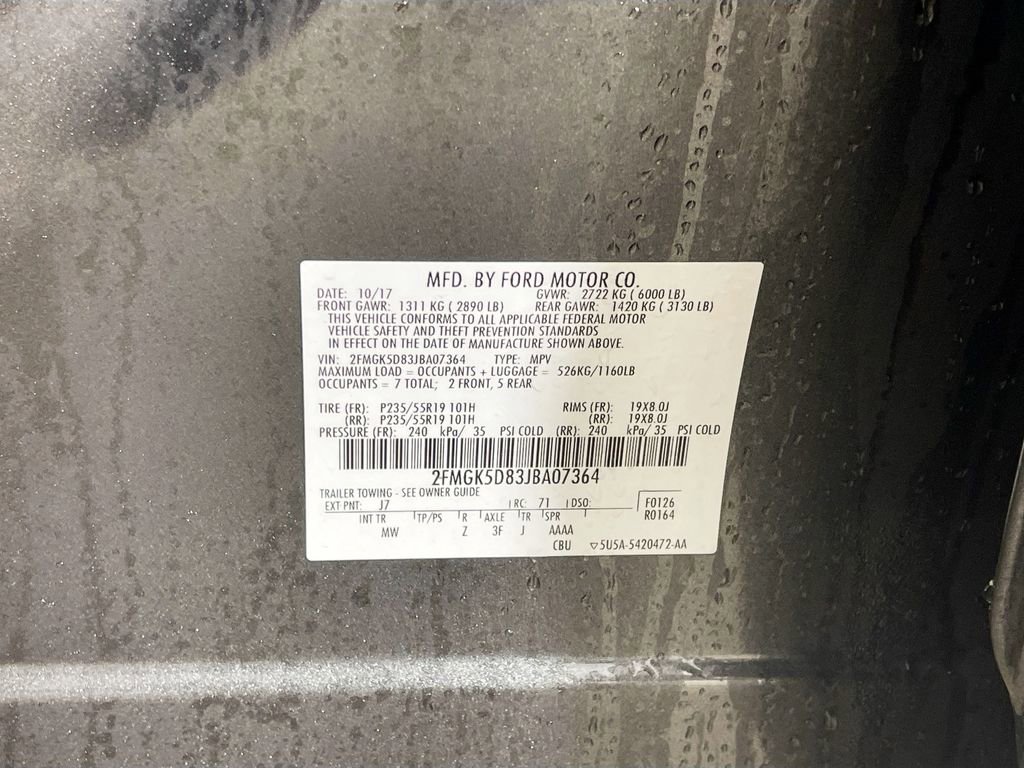 MFD. BY FORD MOTOR CO.
DATE: 10/17 GVWR: 2722 KG ( 6000 LB)
FRONT GAWR: 1311 KG ( 2890 LB) REAR GAWR: 1420 KG ( 3130 LB)
THIS VEHICLE CONFORMS TO ALL APPLICABLE FEDERAL MOTOR
VEHICLE SAFETY AND THEFT PREVENTION STANDARDS
IN EFFECT ON THE DATE OF MANUFACTURE SHOWN ABOVE.
VIN: 2FMGK5D83JBA07364 TYPE: MPV
MAXIMUM LOAD = OCCUPANTS + LUGGAGE = 526KG/1160LB
OCCUPANTS = 7 TOTAL; 2 FRONT, 5 REAR
TIRE (FR): P235/55R19 101H RIMS (FR): 19X8.0J
(RR): P235/55R19 101H (RR): 19X8.0J
PRESSURE (FR): 240 kPa/ 35 PSI COLD (RR): 240 kPa/ 35 PSI COLD
2FMGK5D83JBA07364
TRAILER TOWING - SEE OWNER GUIDE
EXT PNT: J7 RC: 71 DSO: F0126
INT TR TP/PS R AXLE TR SPR R0164
MW Z 3F J AAAA
CBU ▽5U5A-5420472-AA